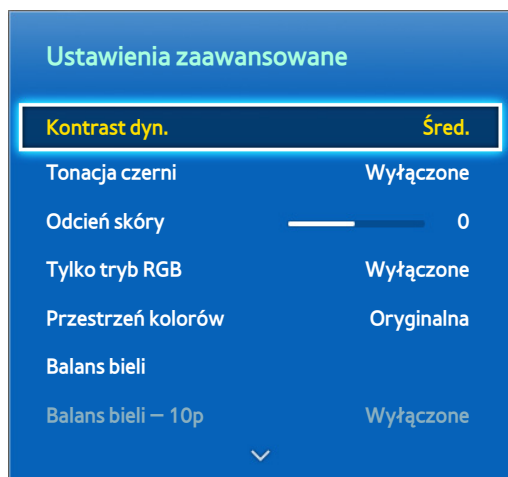 Ustawienia zaawansowane
Kontrast dyn. Śred.
Tonacja czerni Wyłączone
Odcień skóry 0
Tylko tryb RGB Wyłączone
Przestrzeń kolorów Oryginalna
Balans bieli
Balans bieli — 10p Wyłączone